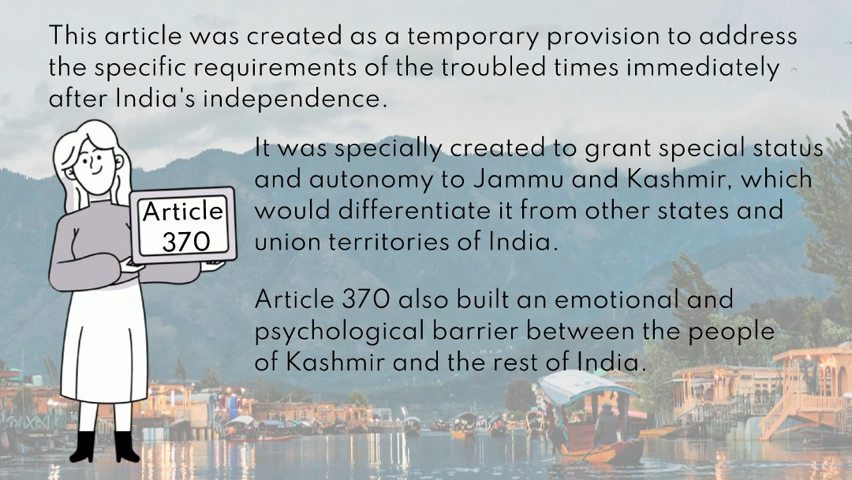 This article was created as a temporary provision to address
the specific requirements of the troubled times immediately
after India's independence.
It was specially created to grant special status
and autonomy to Jammu and Kashmir, which
would differentiate it from other states and
union territories of India.
Article
370
Article 370 also built an emotional and
psychological barrier between the people
of Kashmir and the rest of India.